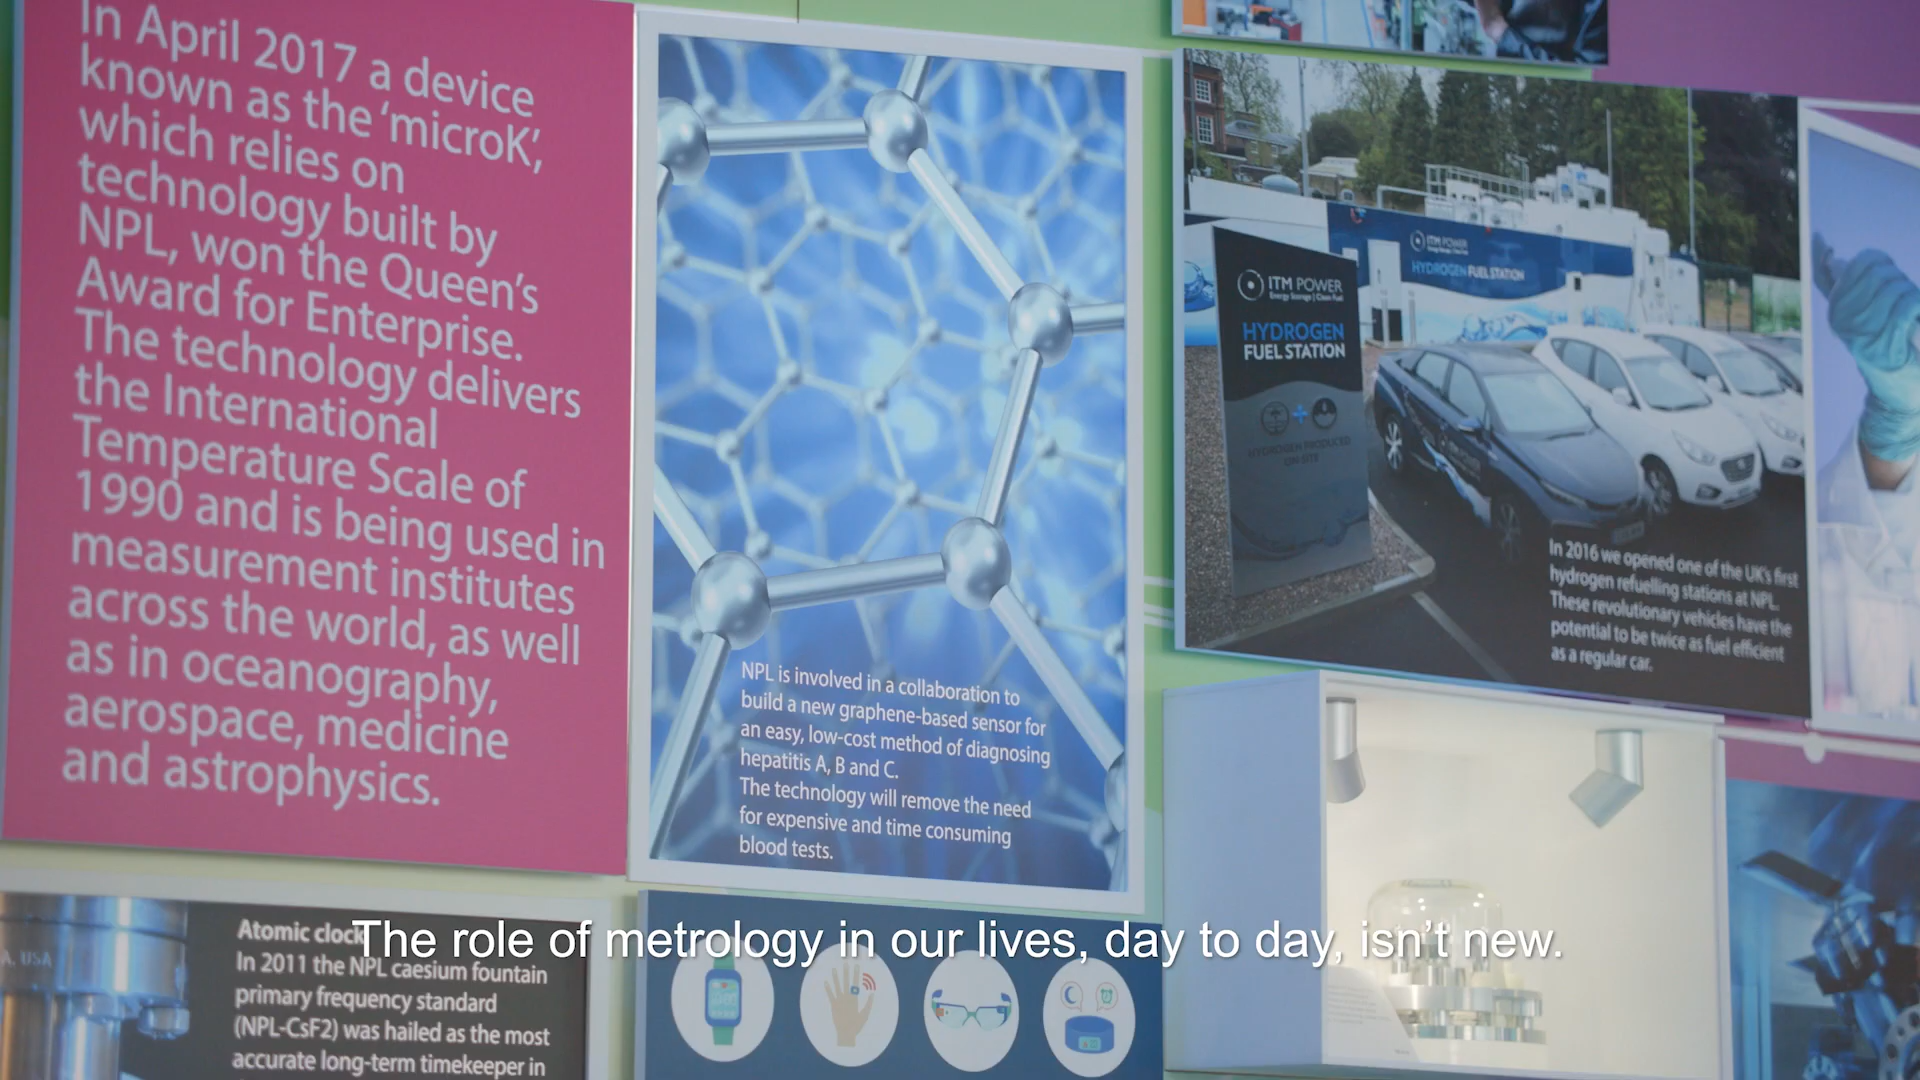 In April 2017 a device
known as the 'microK',
which relies on
technology built by
NPL, won the Queen's
Award for Enterprise.
The technology delivers
the International
Temperature Scale of
1990 and is being used in
measurement institutes
across the world, as well
as in oceanography,
aerospace, medicine
and astrophysics.
NPL is involved in a collaboration to
build a new graphene-based sensor for
an easy, low-cost method of diagnosing
hepatitis A, B and C.
The technology will remove the need
for expensive and time consuming
blood tests.
ITM POWER
Energy Storage | Clean Fuel
HYDROGEN FUEL STATION
ITM POWER
Energy Storage | Clean Fuel
HYDROGEN
FUEL STATION
HYDROGEN PRODUCED
ON-SITE
In 2016 we opened one of the UK's first
hydrogen refuelling stations at NPL.
These revolutionary vehicles have the
potential to be twice as fuel efficient
as a regular car.
A, USA
Atomic clock
In 2011 the NPL caesium fountain
primary frequency standard
(NPL-CsF2) was hailed as the most
accurate long-term timekeeper in
The role of metrology in our lives, day to day, isn't new.